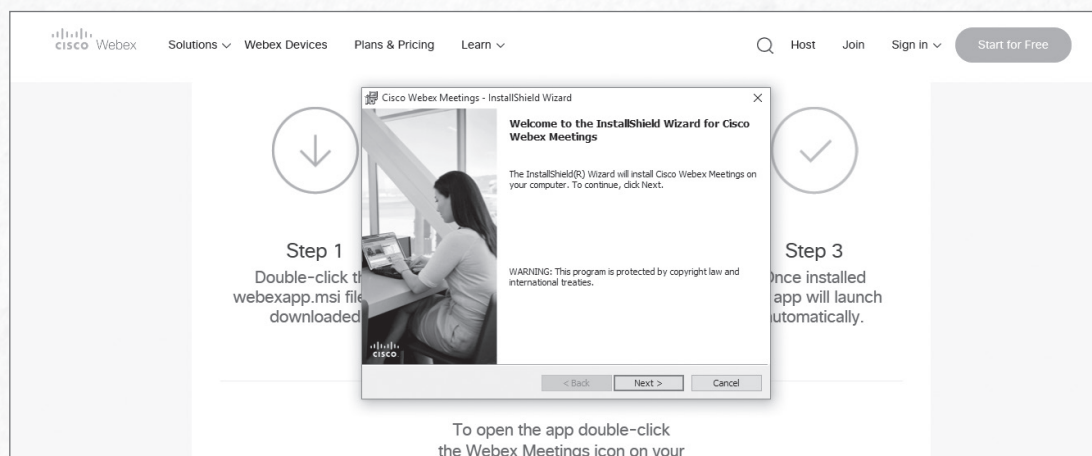 CISCO Webex
Solutions Webex Devices Plans & Pricing Learn Host Join Sign in Start for Free
Cisco Webex Meetings - InstallShield Wizard
Welcome to the InstallShield Wizard for Cisco
Webex Meetings
The InstallShield(R) Wizard will install Cisco Webex Meetings on
your computer. To continue, click Next.
WARNING: This program is protected by copyright law and
international treaties.
CISCO
< Back Next > Cancel
Step 1
Double-click
webexapp.msi file
downloaded
Step 3
installed
app will launch
To open the app double-click
the Webex Meetings icon on your